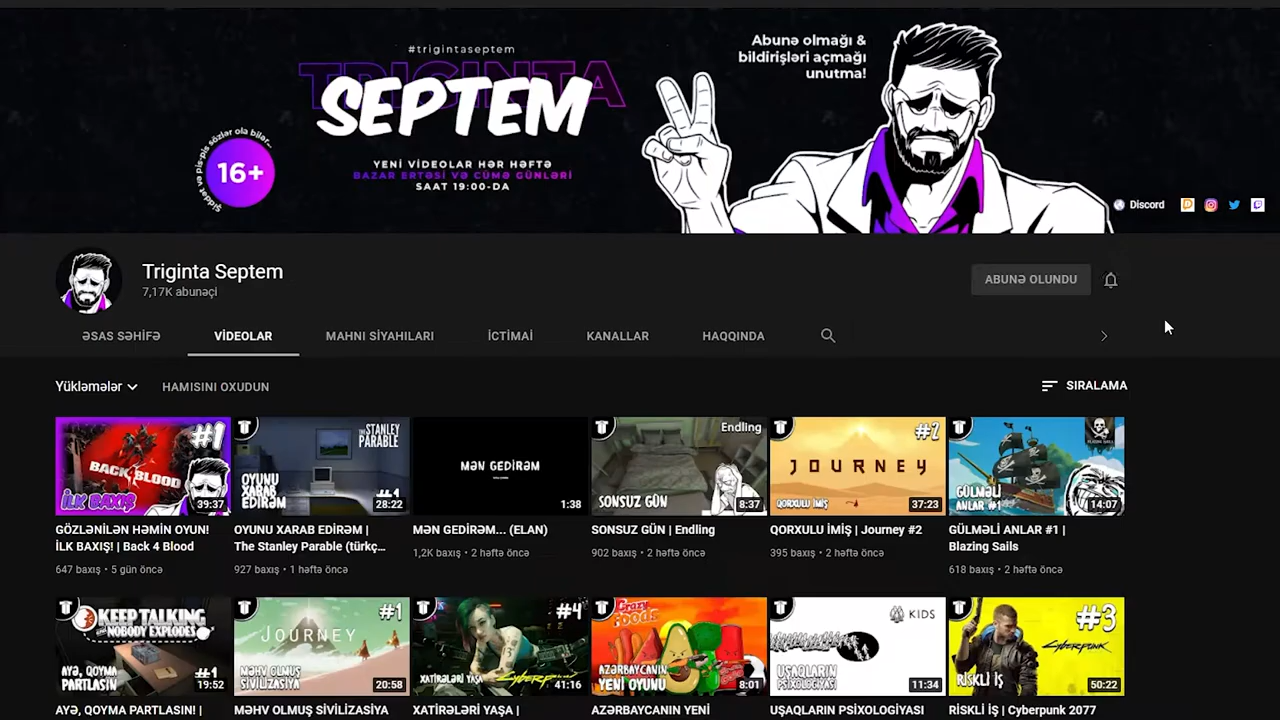 #trigintaseptem
TRIGINTA
SEPTEM
YENİ VİDEOLAR HƏR HƏFTƏ
BAZAR ERTƏSİ VƏ CÜMƏ GÜNLƏRİ
SAAT 19:00-DA
Şiddət və pis-pis sözlər ola bilər...
16+
Abunə olmağı &
bildirişləri açmağı
unutma!
Discord
Triginta Septem
7,17K abunəçi
ABUNƏ OLUNDU
ƏSAS SƏHİFƏ
VİDEOLAR
MAHNI SİYAHILARI
İCTİMAİ
KANALLAR
HAQQINDA
Yükləmələr
HAMISINI OXUDUN
SIRALAMA
#1
BACK 4 BLOOD
İLK BAXIŞ
39:37
GÖZLƏNİLƏN HƏMİN OYUN!
İLK BAXIŞ! | Back 4 Blood
647 baxış • 5 gün öncə
THE STANLEY
PARABLE
OYUNU
XARAB
EDİRƏM
#1
28:22
OYUNU XARAB EDİRƏM |
The Stanley Parable (türkç...
927 baxış • 1 həftə öncə
MƏN GEDİRƏM
1:38
MƏN GEDİRƏM... (ELAN)
1,2K baxış • 2 həftə öncə
Endling
SONSUZ GÜN
8:37
SONSUZ GÜN | Endling
902 baxış • 2 həftə öncə
#2
JOURNEY
QORXULU İMİŞ
37:23
QORXULU İMİŞ | Journey #2
395 baxış • 2 həftə öncə
GÜLMƏLİ
ANLAR #1
14:07
GÜLMƏLİ ANLAR #1 |
Blazing Sails
618 baxış • 2 həftə öncə
KEEP TALKING
AND NOBODY EXPLODES
AYƏ, QOYMA
PARTLASIN
#1
19:52
AYƏ, QOYMA PARTLASIN! |
#1
JOURNEY
MƏHV OLMUŞ
SİVİLİZASİYA
20:58
MƏHV OLMUŞ SİVİLİZASİYA
#4
XATİRƏLƏRİ YAŞA
CYBERPUNK
41:16
XATİRƏLƏRİ YAŞA |
Crazy
Foods
AZƏRBAYCANIN
YENİ OYUNU
8:01
AZƏRBAYCANIN YENİ
KIDS
UŞAQLARIN
PSİXOLOGİYASI
11:34
UŞAQLARIN PSİXOLOGİYASI
#3
CYBERPUNK
RİSKLİ İŞ
50:22
RİSKLİ İŞ | Cyberpunk 2077